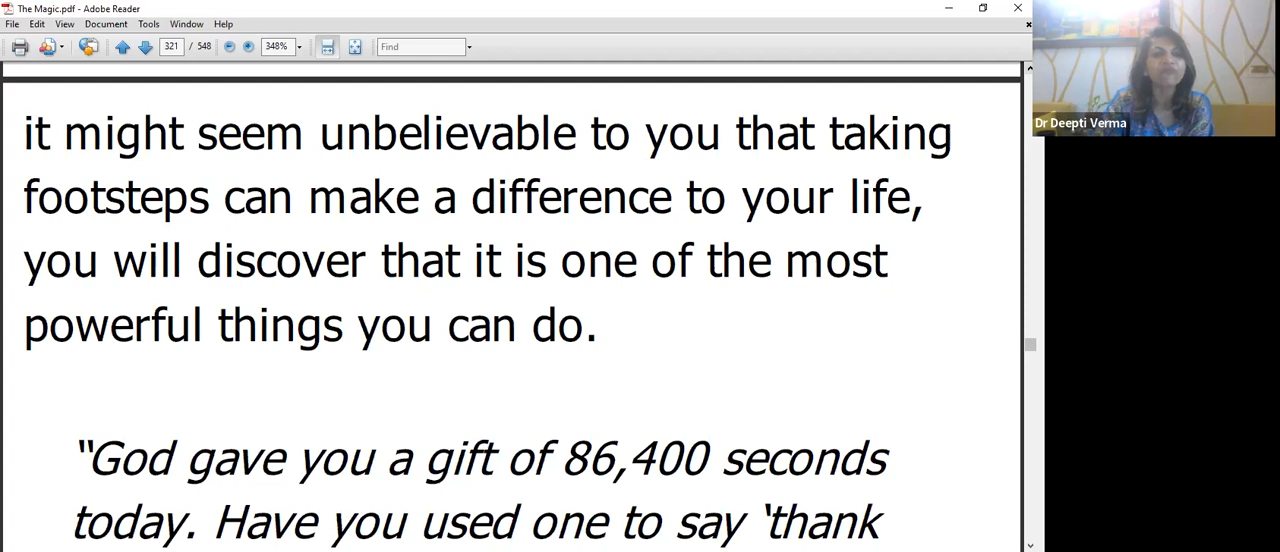 The Magic.pdf - Adobe Reader
File Edit View Document Tools Window Help
321 / 548 348% Find
Dr Deepti Verma
it might seem unbelievable to you that taking
footsteps can make a difference to your life,
you will discover that it is one of the most
powerful things you can do.
“God gave you a gift of 86,400 seconds
today. Have you used one to say ‘thank